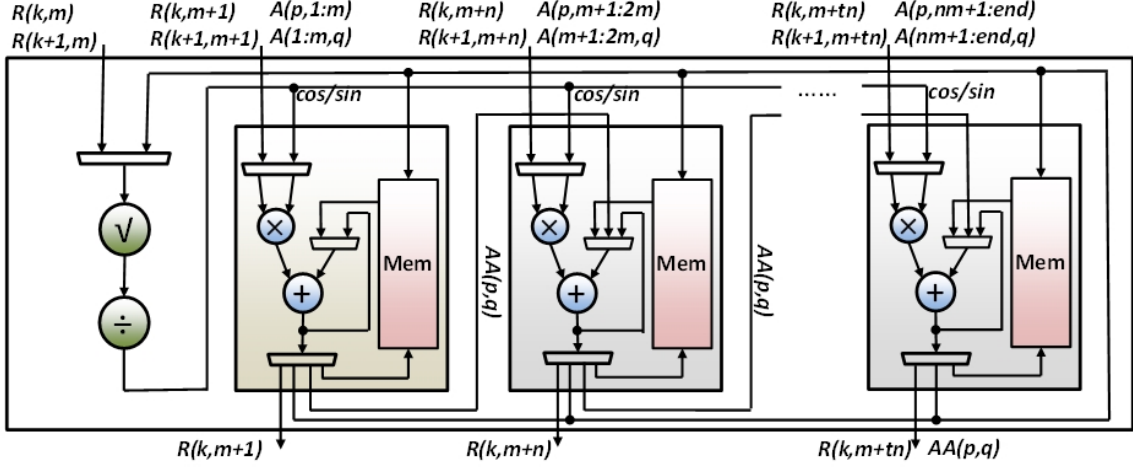 R(k,m) R(k,m+1) A(p,1:m) R(k,m+n) A(p,m+1:2m) R(k,m+tn) A(p,nm+1:end)
R(k+1,m) R(k+1,m+1) A(1:m,q) R(k+1,m+n) A(m+1:2m,q) R(k+1,m+tn) A(nm+1:end,q)
cos/sin cos/sin ...... cos/sin
√ × × ×
Mem Mem Mem
AA(p,q) AA(p,q)
÷ + + +
R(k,m+1) R(k,m+n) R(k,m+tn) AA(p,q)